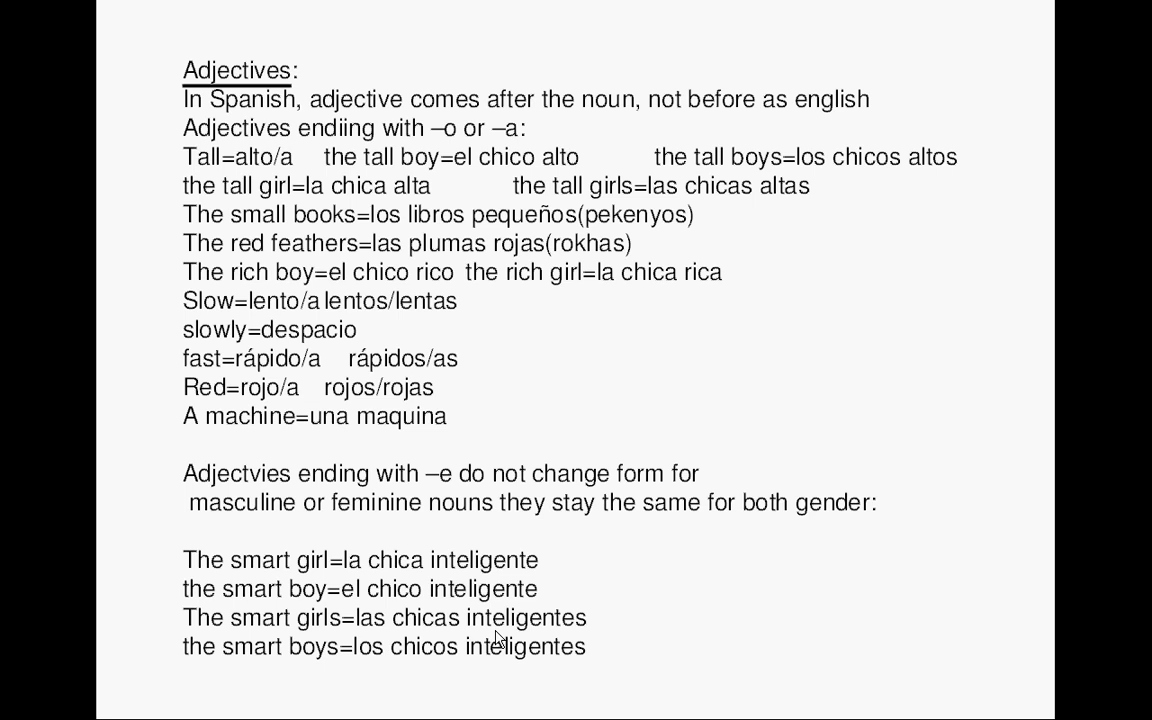 Adjectives:
In Spanish, adjective comes after the noun, not before as english
Adjectives endiing with –o or –a:
Tall=alto/a the tall boy=el chico alto the tall boys=los chicos altos
the tall girl=la chica alta the tall girls=las chicas altas
The small books=los libros pequeños(pekenyos)
The red feathers=las plumas rojas(rokhas)
The rich boy=el chico rico the rich girl=la chica rica
Slow=lento/a lentos/lentas
slowly=despacio
fast=rápido/a rápidos/as
Red=rojo/a rojos/rojas
A machine=una maquina
Adjectvies ending with –e do not change form for
masculine or feminine nouns they stay the same for both gender:
The smart girl=la chica inteligente
the smart boy=el chico inteligente
The smart girls=las chicas inteligentes
the smart boys=los chicos inteligentes